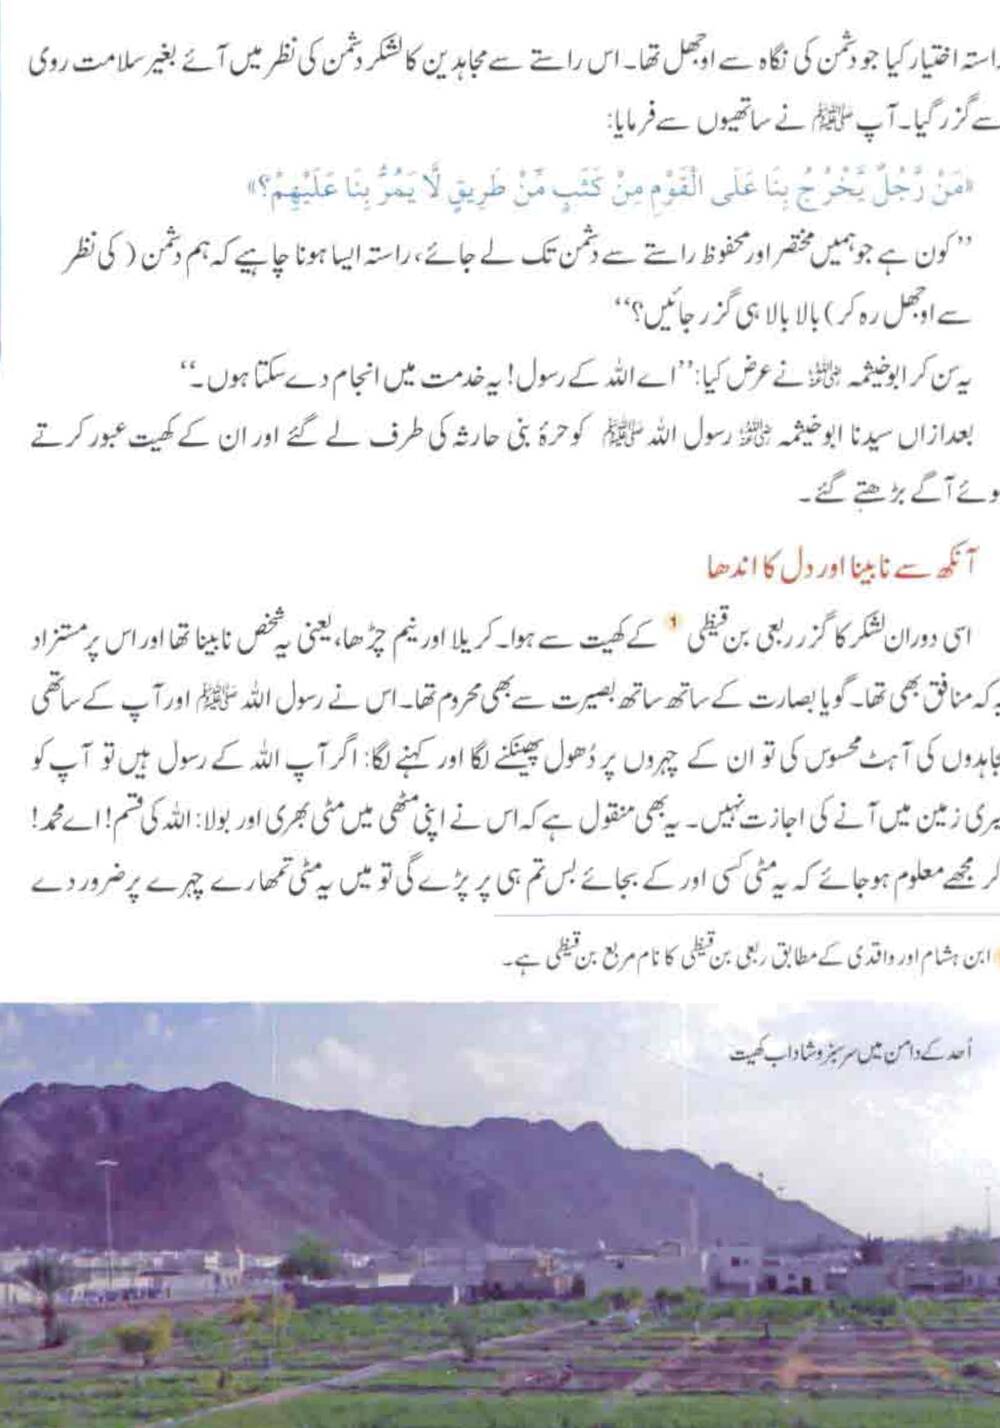 راستہ اختیار کیا جو دشمن کی نگاہ سے اوجھل تھا۔ اس راستے سے مجاہدین کا لشکر دشمن کی نظر میں آئے بغیر سلامت روی
سے گزر گیا۔ آپ ﷺ نے ساتھیوں سے فرمایا:
«مَنْ رَّجُلٌ يَّخْرُجُ بِنَا عَلَى الْقَوْمِ مِنْ كَثَبٍ مِّنْ طَرِيقٍ لَّا يَمُرُّ بِنَا عَلَيْهِمْ؟»
’’کون ہے جو ہمیں مختصر اور محفوظ راستے سے دشمن تک لے جائے، راستہ ایسا ہونا چاہیے کہ ہم دشمن (کی نظر
سے اوجھل رہ کر) بالا بالا ہی گزر جائیں؟‘‘
یہ سن کر ابوخیثمہ رضی اللہ عنہ نے عرض کیا: ’’اے اللہ کے رسول! یہ خدمت میں انجام دے سکتا ہوں۔‘‘
بعدازاں سیدنا ابوخیثمہ رضی اللہ عنہ رسول اللہ ﷺ کو حرۂ بنی حارثہ کی طرف لے گئے اور ان کے کھیت عبور کرتے
ہوئے آگے بڑھتے گئے۔
آنکھ سے نابینا اور دل کا اندھا
اسی دوران لشکر کا گزر ربعی بن قیظی 1 کے کھیت سے ہوا۔ کریلا اور نیم چڑھا، یعنی یہ شخص نابینا تھا اور اس پر مستزاد
یہ کہ منافق بھی تھا۔ گویا بصارت کے ساتھ ساتھ بصیرت سے بھی محروم تھا۔ اس نے رسول اللہ ﷺ اور آپ کے ساتھی
مجاہدوں کی آہٹ محسوس کی تو ان کے چہروں پر دُھول پھینکنے لگا اور کہنے لگا: اگر آپ اللہ کے رسول ہیں تو آپ کو
میری زمین میں آنے کی اجازت نہیں۔ یہ بھی منقول ہے کہ اس نے اپنی مٹھی میں مٹی بھری اور بولا: اللہ کی قسم! اے محمد!
گر مجھے معلوم ہو جائے کہ یہ مٹی کسی اور کے بجائے بس تم ہی پر پڑے گی تو میں یہ مٹی تمھارے چہرے پر ضرور دے
ابن ہشام اور واقدی کے مطابق ربعی بن قیظی کا نام مربع بن قیظی ہے۔
اُحد کے دامن میں سرسبز و شاداب کھیت